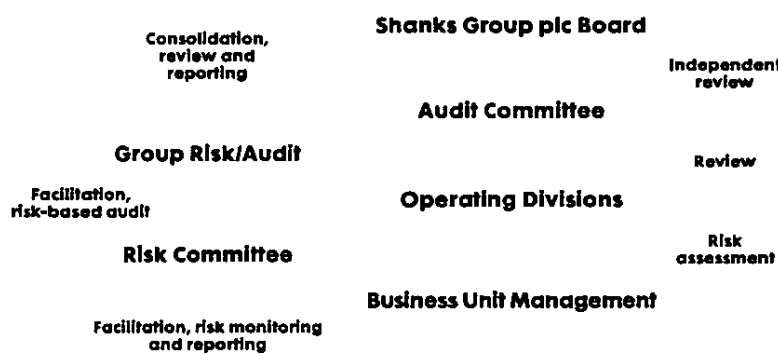 Shanks Group plc Board
Consolidation,
review and
reporting
Independent
review
Audit Committee
Group Risk/Audit
Review
Facilitation,
risk-based audit
Operating Divisions
Risk Committee
Risk
assessment
Business Unit Management
Facilitation, risk monitoring
and reporting